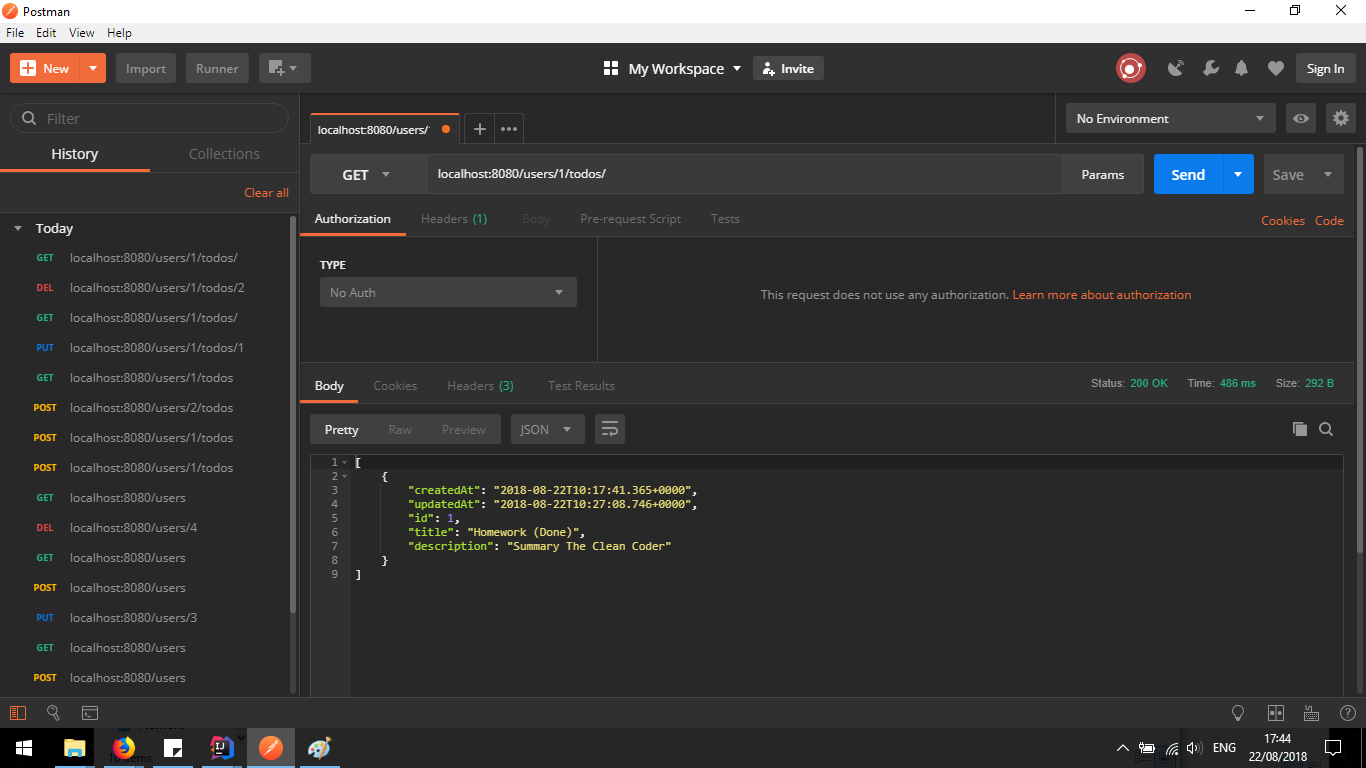 Postman
File Edit View Help
New Import Runner My Workspace Invite Sign In
Filter
History Collections
Clear all
Today
GET localhost:8080/users/1/todos/
DEL localhost:8080/users/1/todos/2
GET localhost:8080/users/1/todos/
PUT localhost:8080/users/1/todos/1
GET localhost:8080/users/1/todos
POST localhost:8080/users/2/todos
POST localhost:8080/users/1/todos
POST localhost:8080/users/1/todos
GET localhost:8080/users
DEL localhost:8080/users/4
GET localhost:8080/users
POST localhost:8080/users
PUT localhost:8080/users/3
GET localhost:8080/users
POST localhost:8080/users
localhost:8080/users/
No Environment
GET localhost:8080/users/1/todos/ Params Send Save
Authorization Headers (1) Body Pre-request Script Tests Cookies Code
TYPE
No Auth
This request does not use any authorization. Learn more about authorization
Body Cookies Headers (3) Test Results Status: 200 OK Time: 486 ms Size: 292 B
Pretty Raw Preview JSON
1 [
2 {
3 "createdAt": "2018-08-22T10:17:41.365+0000",
4 "updatedAt": "2018-08-22T10:27:08.746+0000",
5 "id": 1,
6 "title": "Homework (Done)",
7 "description": "Summary The Clean Coder"
8 }
9 ]
ENG
17:44
22/08/2018